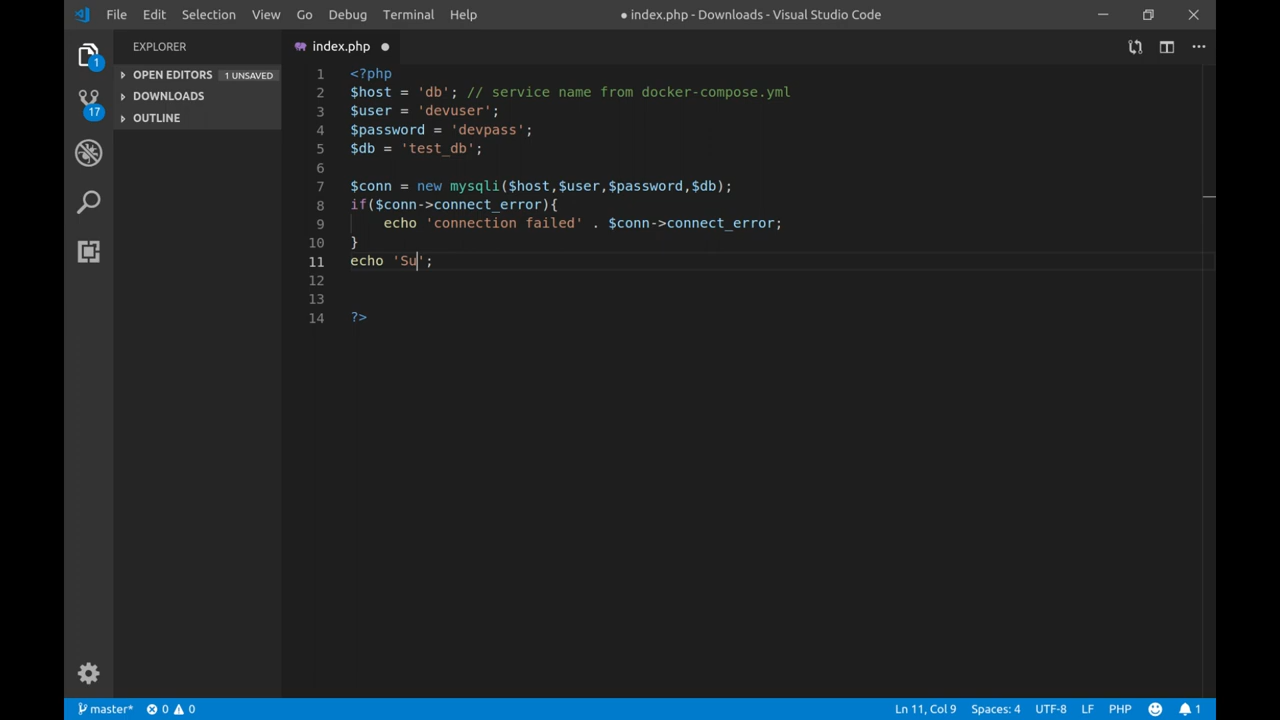 File Edit Selection View Go Debug Terminal Help
● index.php - Downloads - Visual Studio Code
EXPLORER
OPEN EDITORS 1 UNSAVED
DOWNLOADS
OUTLINE
1
17
index.php
1 <?php
2 $host = 'db'; // service name from docker-compose.yml
3 $user = 'devuser';
4 $password = 'devpass';
5 $db = 'test_db';
6
7 $conn = new mysqli($host,$user,$password,$db);
8 if($conn->connect_error){
9 echo 'connection failed' . $conn->connect_error;
10 }
11 echo 'Su';
12
13
14 ?>
master* 0 0 Ln 11, Col 9 Spaces: 4 UTF-8 LF PHP 1